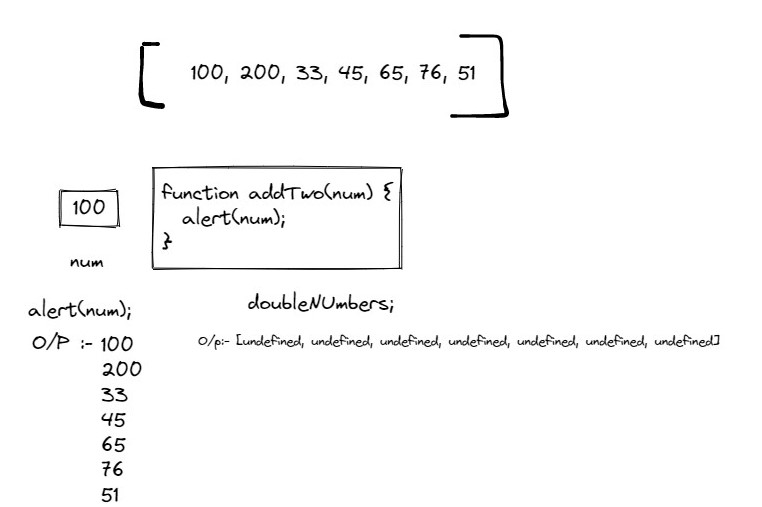 100, 200, 33, 45, 65, 76, 51
100
num
function addTwo(num) {
alert(num);
}
alert(num);
O/P :- 100
200
33
45
65
76
51
doubleNUmbers;
O/p:- [undefined, undefined, undefined, undefined, undefined, undefined, undefined]